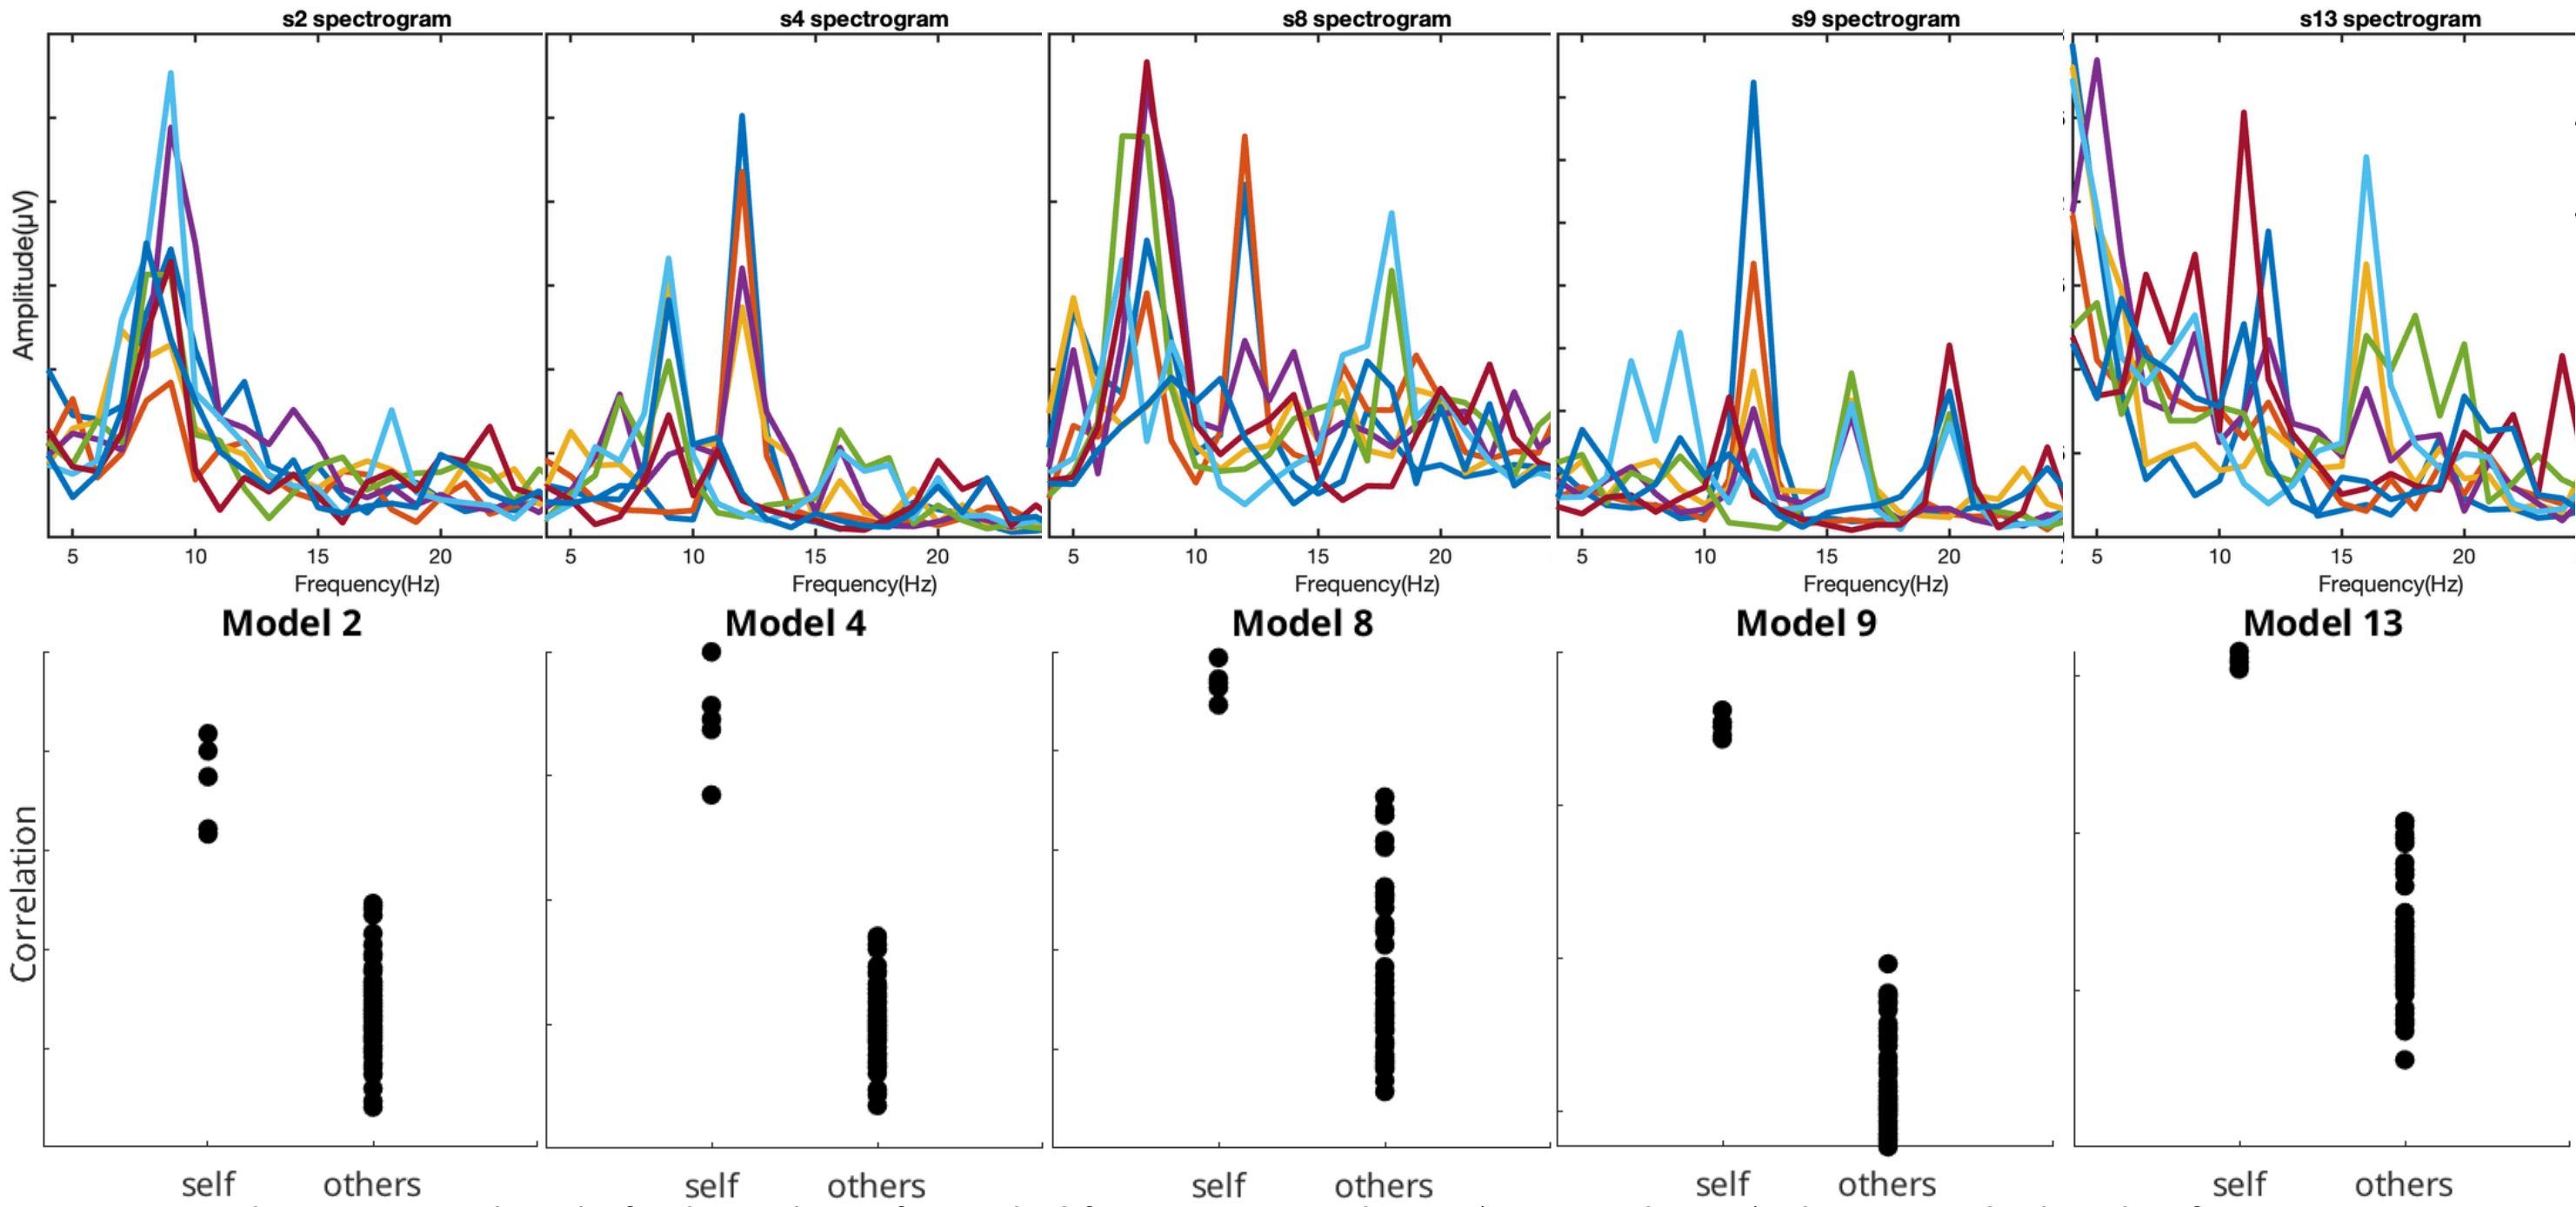 s2 spectrogram s4 spectrogram s8 spectrogram s9 spectrogram s13 spectrogram
Amplitude(µV)
5 10 15 20 5 10 15 20 5 10 15 20 5 10 15 20 5 10 15 20
Frequency(Hz) Frequency(Hz) Frequency(Hz) Frequency(Hz) Frequency(Hz)
Model 2 Model 4 Model 8 Model 9 Model 13
Correlation
self others self others self others self others self others